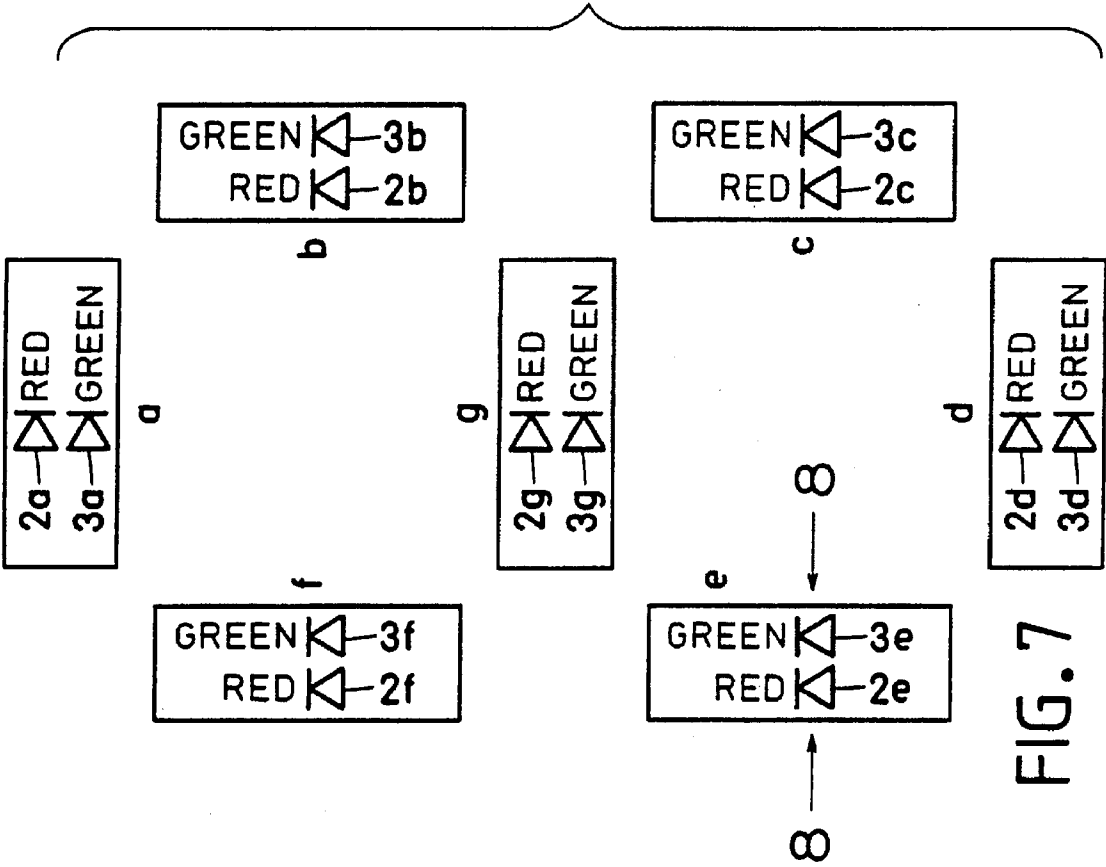 GREEN 3b
RED 2b
b
GREEN 3c
RED 2c
c
2a RED
3a GREEN
a
2g RED
3g GREEN
g
2d RED
3d GREEN
d
f
GREEN 3f
RED 2f
e
GREEN 3e
RED 2e
8
8
FIG. 7